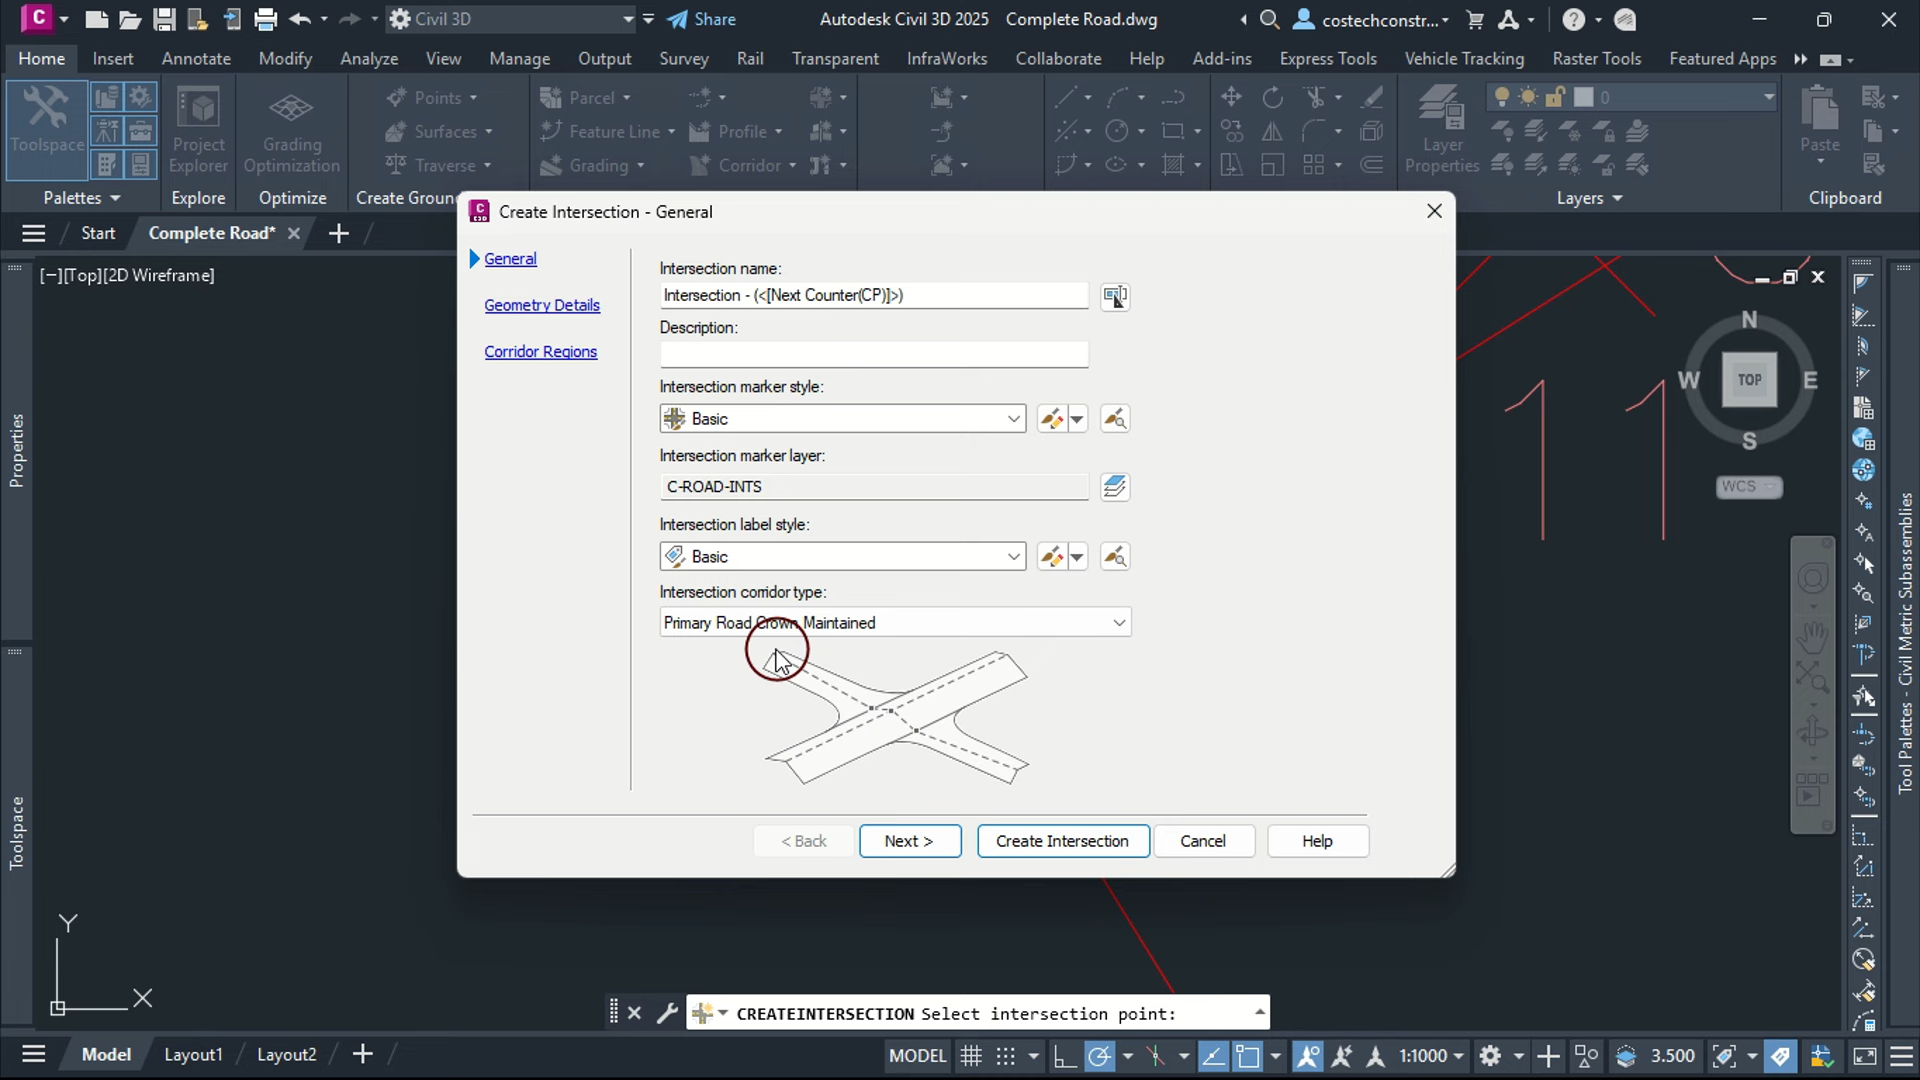 Civil 3D
Share
Autodesk Civil 3D 2025 Complete Road.dwg
costechconstr...
Home Insert Annotate Modify Analyze View Manage Output Survey Rail Transparent InfraWorks Collaborate Help Add-ins Express Tools Vehicle Tracking Raster Tools Featured Apps
Toolspace
Project
Explorer
Grading
Optimization
Points
Surfaces
Traverse
Parcel
Feature Line
Grading
Profile
Corridor
Layer
Properties
0
Paste
Palettes
Explore
Optimize
Create Groun
Layers
Clipboard
Start
Complete Road*
[−][Top][2D Wireframe]
Create Intersection - General
General
Geometry Details
Corridor Regions
Intersection name:
Intersection - (<[Next Counter(CP)]>)
Description:
Intersection marker style:
Basic
Intersection marker layer:
C-ROAD-INTS
Intersection label style:
Basic
Intersection corridor type:
Primary Road Crown Maintained
< Back
Next >
Create Intersection
Cancel
Help
Properties
Toolspace
N
W
TOP
E
S
WCS
11
Tool Palettes - Civil Metric Subassemblies
Y
X
CREATEINTERSECTION Select intersection point:
Model
Layout1
Layout2
MODEL
1:1000
3.500